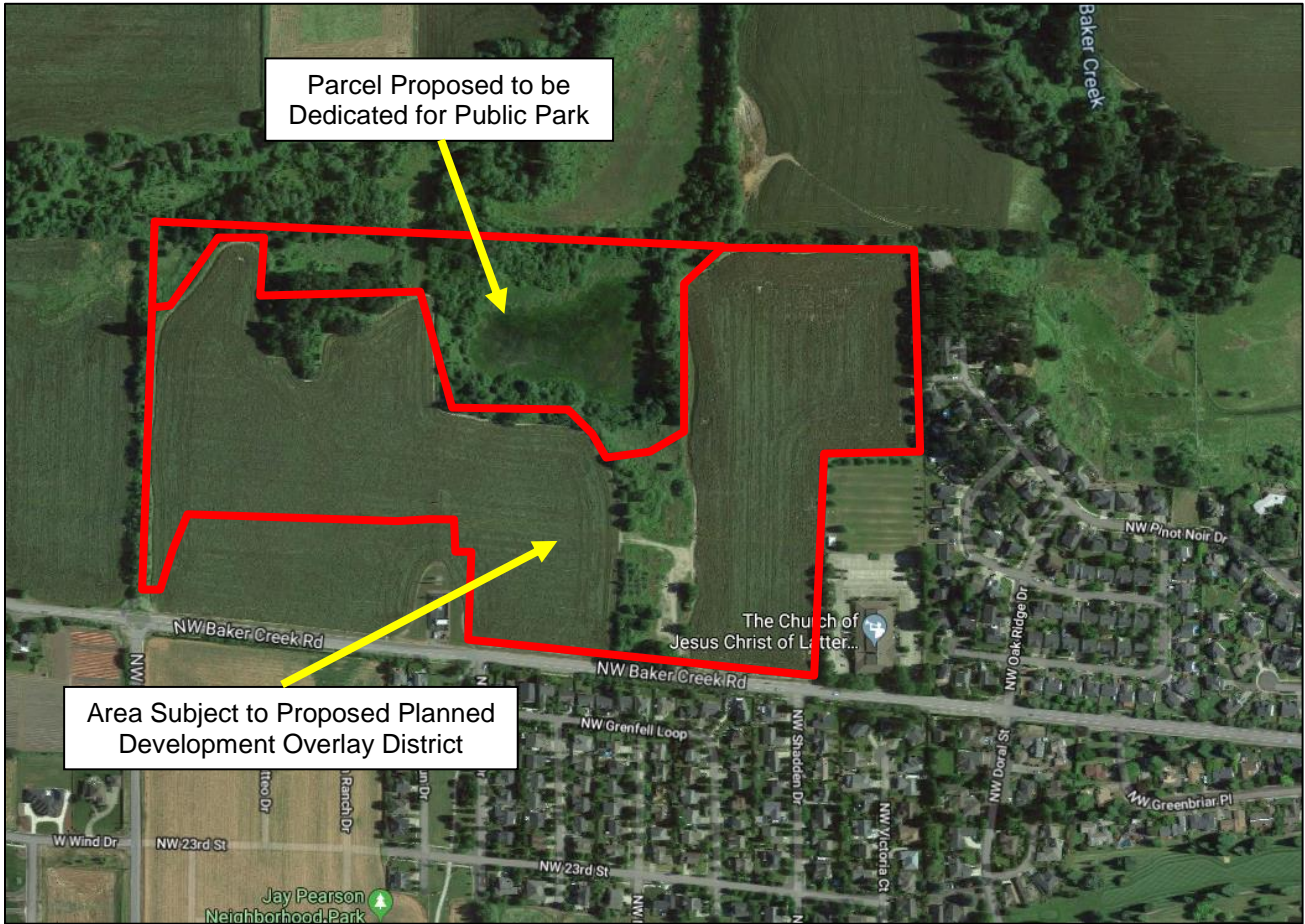 Baker Creek
Parcel Proposed to be
Dedicated for Public Park
NW Pinot Noir Dr
The Church of
Jesus Christ of Latter...
NW Oak Ridge Dr
NW Baker Creek Rd
NW Baker Creek Rd
Area Subject to Proposed Planned
Development Overlay District
NW Grenfell Loop
NW Shadden Dr
NW Doral St
NW Victoria Ct
NW Greenbriar Pl
Ranch Dr
W Wind Dr
NW 23rd St
NW 23rd St
Jay Pearson
Neighborhood Park